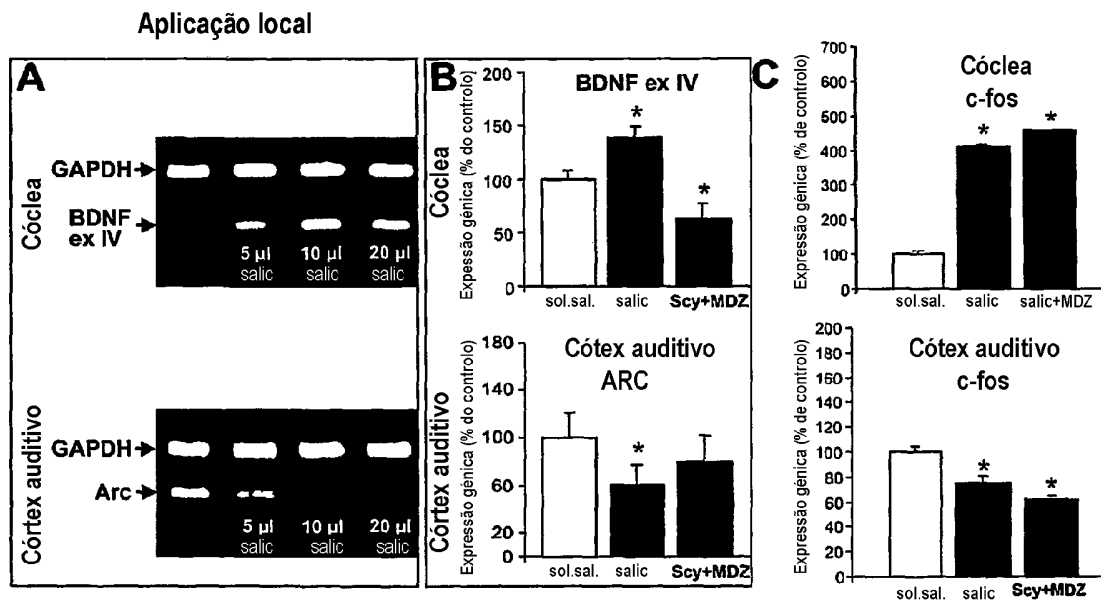 Aplicação local
A
Cóclea
GAPDH
BDNF
ex IV
5 µl
salic
10 µl
salic
20 µl
salic
Córtex auditivo
GAPDH
Arc
5 µl
salic
10 µl
salic
20 µl
salic
B
Cóclea
Expessão génica (% do controlo)
BDNF ex IV
200
150
100
50
0
*
*
sol.sal.
salic
Scy+MDZ
Córtex auditivo
Expressão génica (% do controlo)
Cótex auditivo
ARC
180
140
100
60
20
0
*
sol.sal.
salic
Scy+MDZ
C
Expressão génica (% de controlo)
Cóclea
c-fos
700
600
500
400
300
200
100
0
*
*
sol.sal.
salic
salic+MDZ
Expressão génica (% de controlo)
Cótex auditivo
c-fos
200
180
160
140
120
100
80
60
40
20
0
*
*
sol.sal.
salic
Scy+MDZ